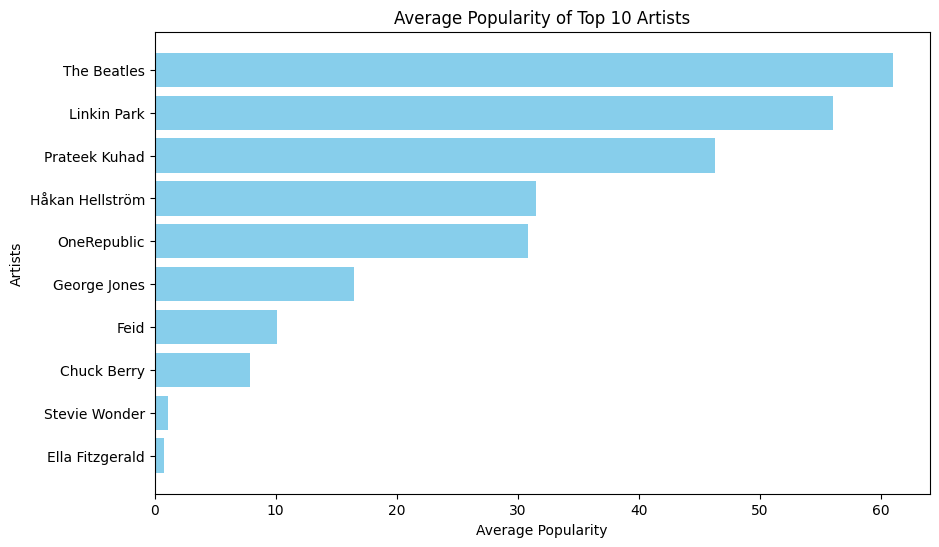 Average Popularity of Top 10 Artists
The Beatles
Linkin Park
Prateek Kuhad
Håkan Hellström
OneRepublic
George Jones
Feid
Chuck Berry
Stevie Wonder
Ella Fitzgerald
Artists
0 10 20 30 40 50 60
Average Popularity